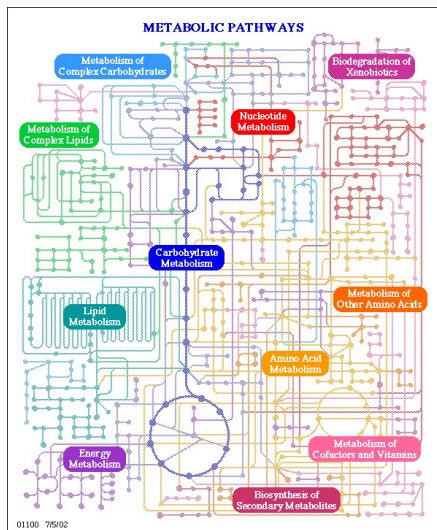 METABOLIC PATHWAYS
Metabolism of
Complex Carbohydrates
Biodegradation of
Xenobiotics
Nucleotide
Metabolism
Metabolism of
Complex Lipids
Carbohydrate
Metabolism
Lipid
Metabolism
Metabolism of
Other Amino Acids
Amino Acid
Metabolism
Metabolism of
Cofactors and Vitamins
Energy
Metabolism
Biosynthesis of
Secondary Metabolites
01100 7/5/02